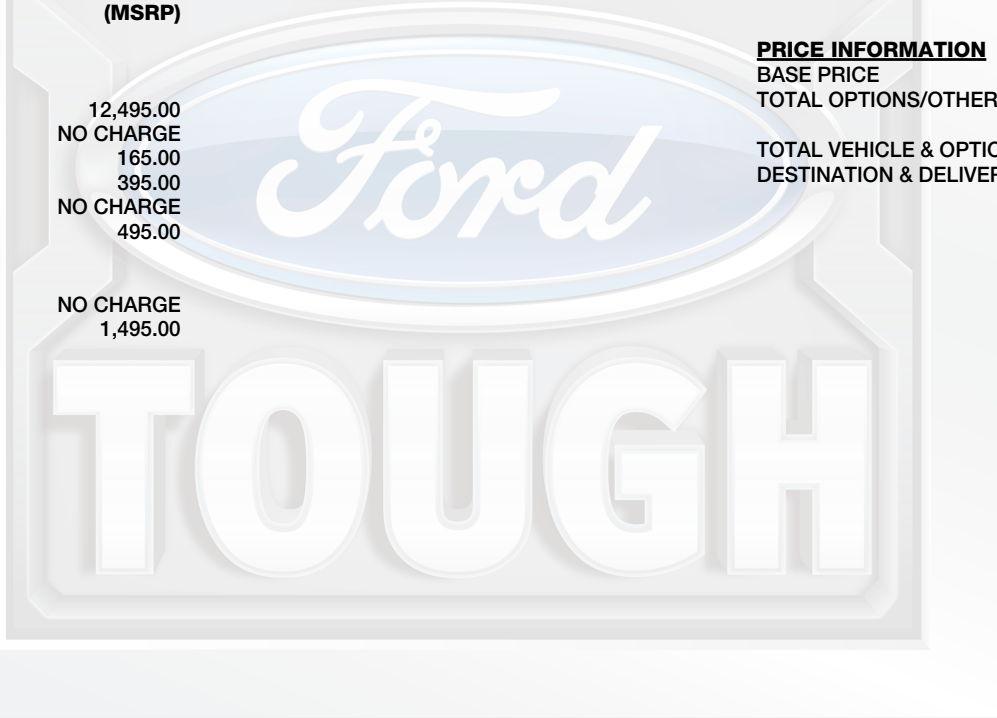 (MSRP)
12,495.00
NO CHARGE
165.00
395.00
NO CHARGE
495.00
NO CHARGE
1,495.00
PRICE INFORMATION
BASE PRICE
TOTAL OPTIONS/OTHER
TOTAL VEHICLE & OPTIO
DESTINATION & DELIVER
Ford
TOUGH